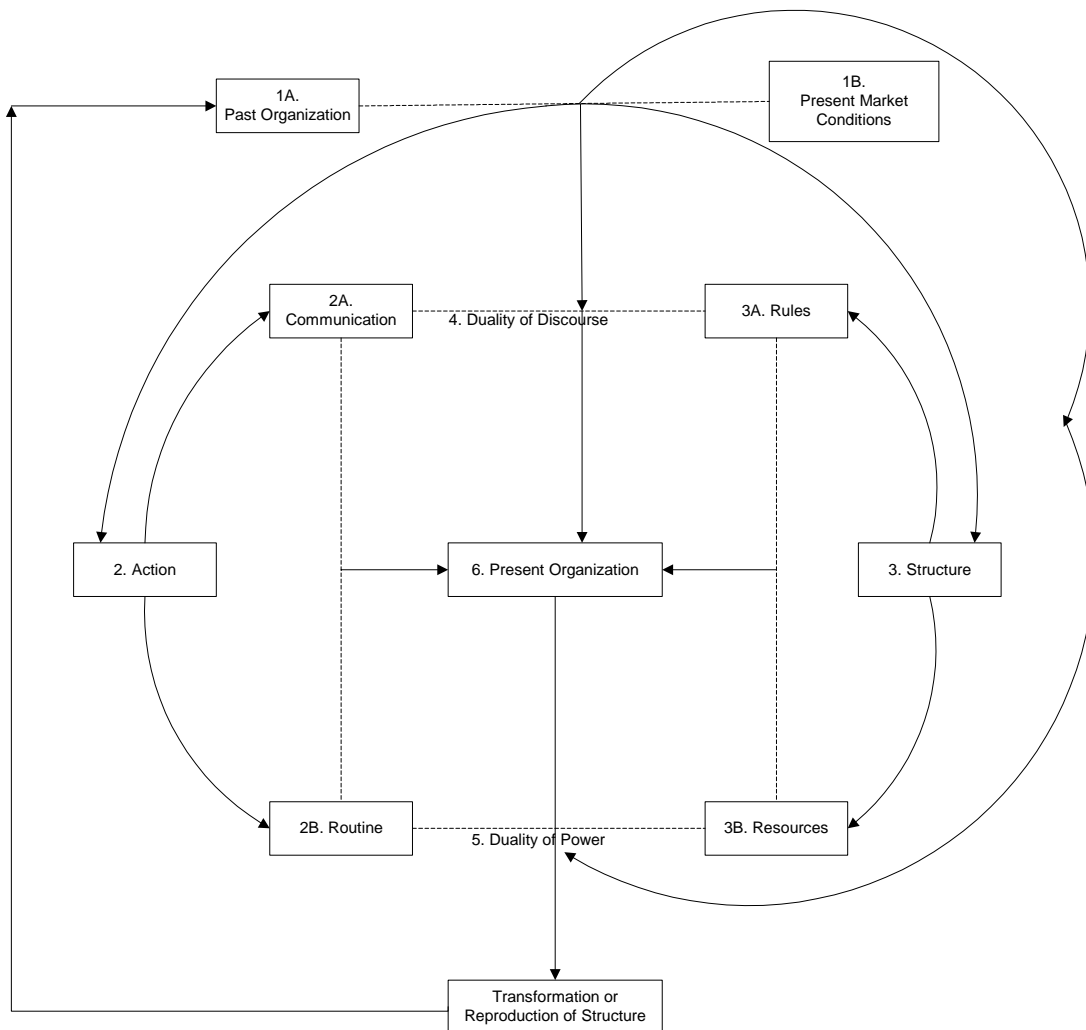 1A.
Past Organization
1B.
Present Market
Conditions
2A.
Communication
4. Duality of Discourse
3A. Rules
2. Action
6. Present Organization
3. Structure
2B. Routine
5. Duality of Power
3B. Resources
Transformation or
Reproduction of Structure